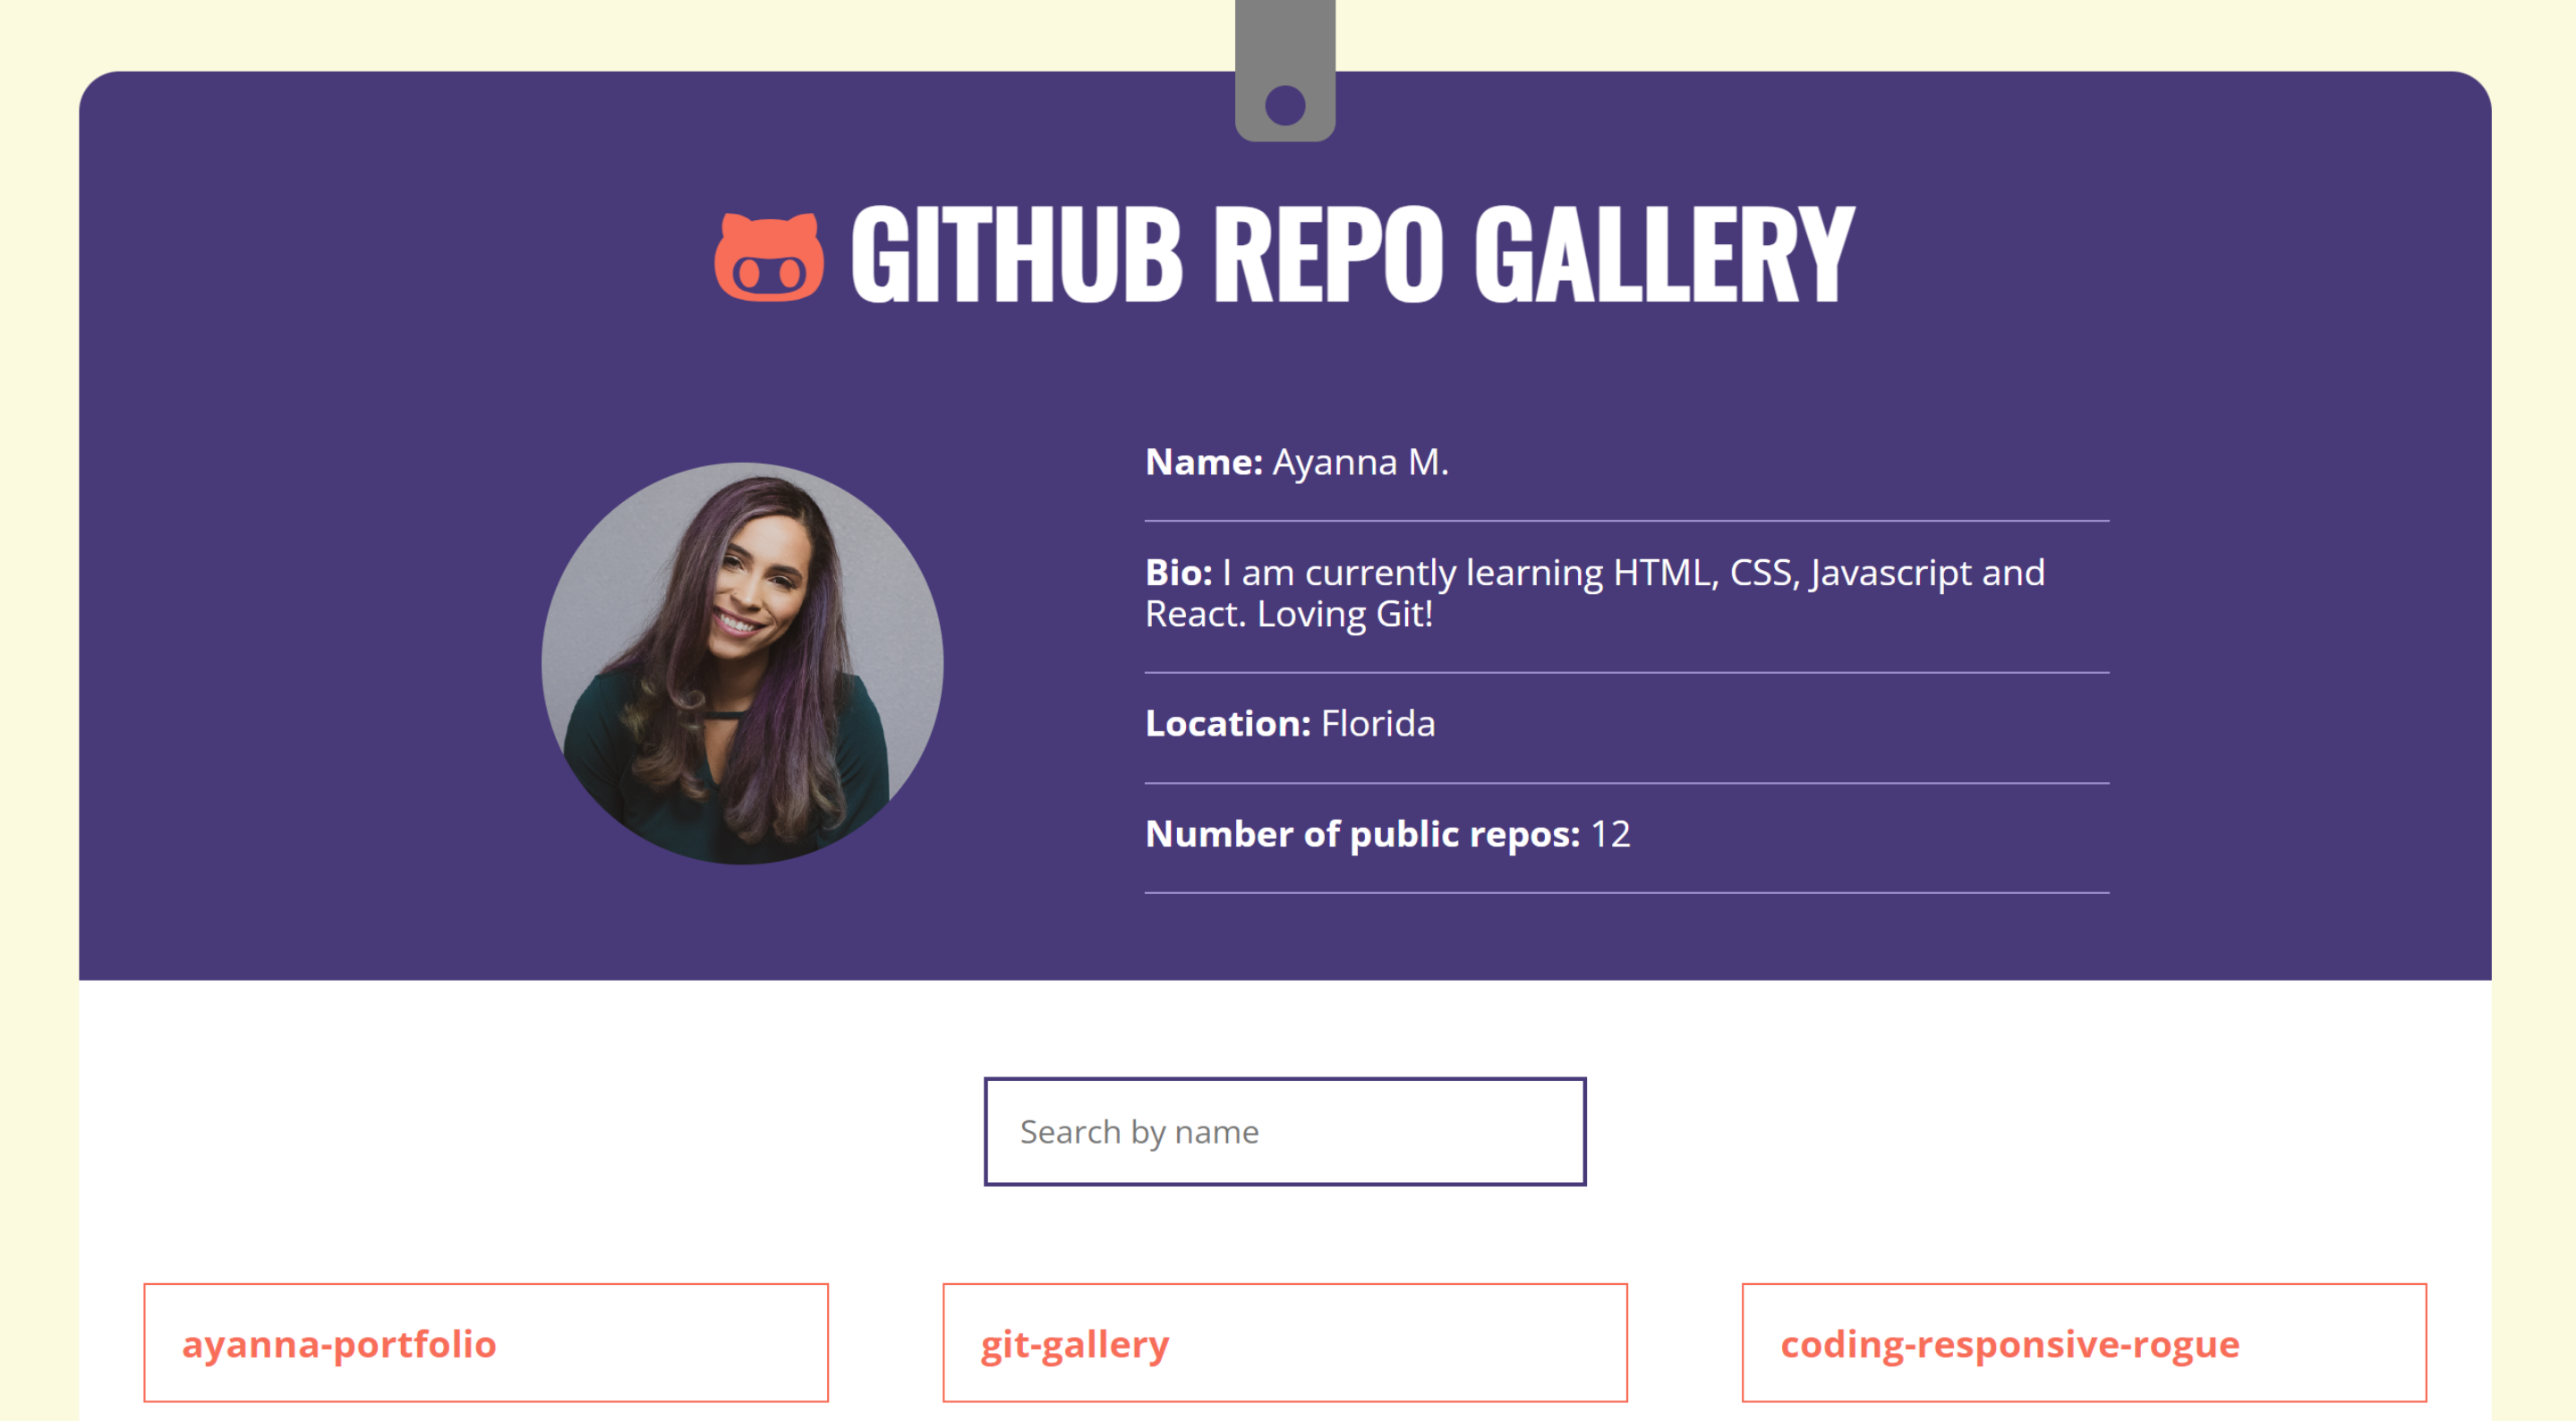 GITHUB REPO GALLERY
Name: Ayanna M.
Bio: I am currently learning HTML, CSS, Javascript and
React. Loving Git!
Location: Florida
Number of public repos: 12
Search by name
ayanna-portfolio
git-gallery
coding-responsive-rogue